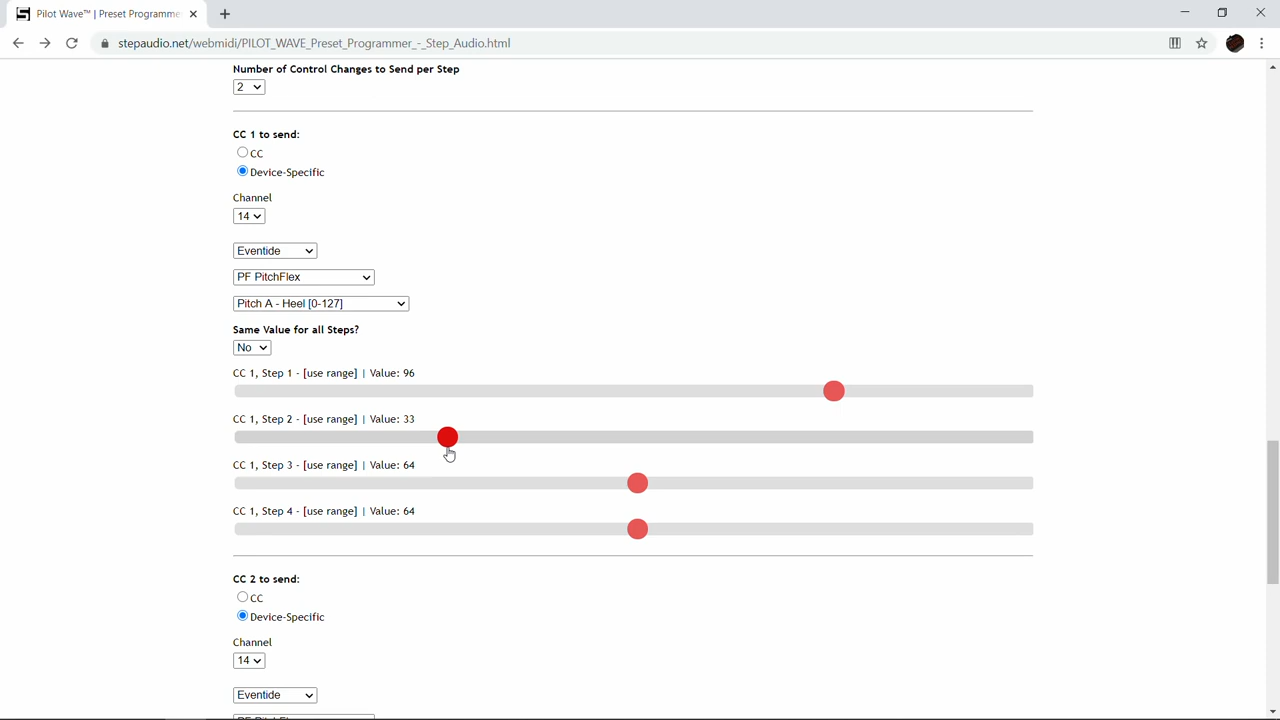 Pilot Wave™ | Preset Programme
stepaudio.net/webmidi/PILOT_WAVE_Preset_Programmer_-_Step_Audio.html
Number of Control Changes to Send per Step
2
CC 1 to send:
CC
Device-Specific
Channel
14
Eventide
PF PitchFlex
Pitch A - Heel [0-127]
Same Value for all Steps?
No
CC 1, Step 1 - [use range] | Value: 96
CC 1, Step 2 - [use range] | Value: 33
CC 1, Step 3 - [use range] | Value: 64
CC 1, Step 4 - [use range] | Value: 64
CC 2 to send:
CC
Device-Specific
Channel
14
Eventide